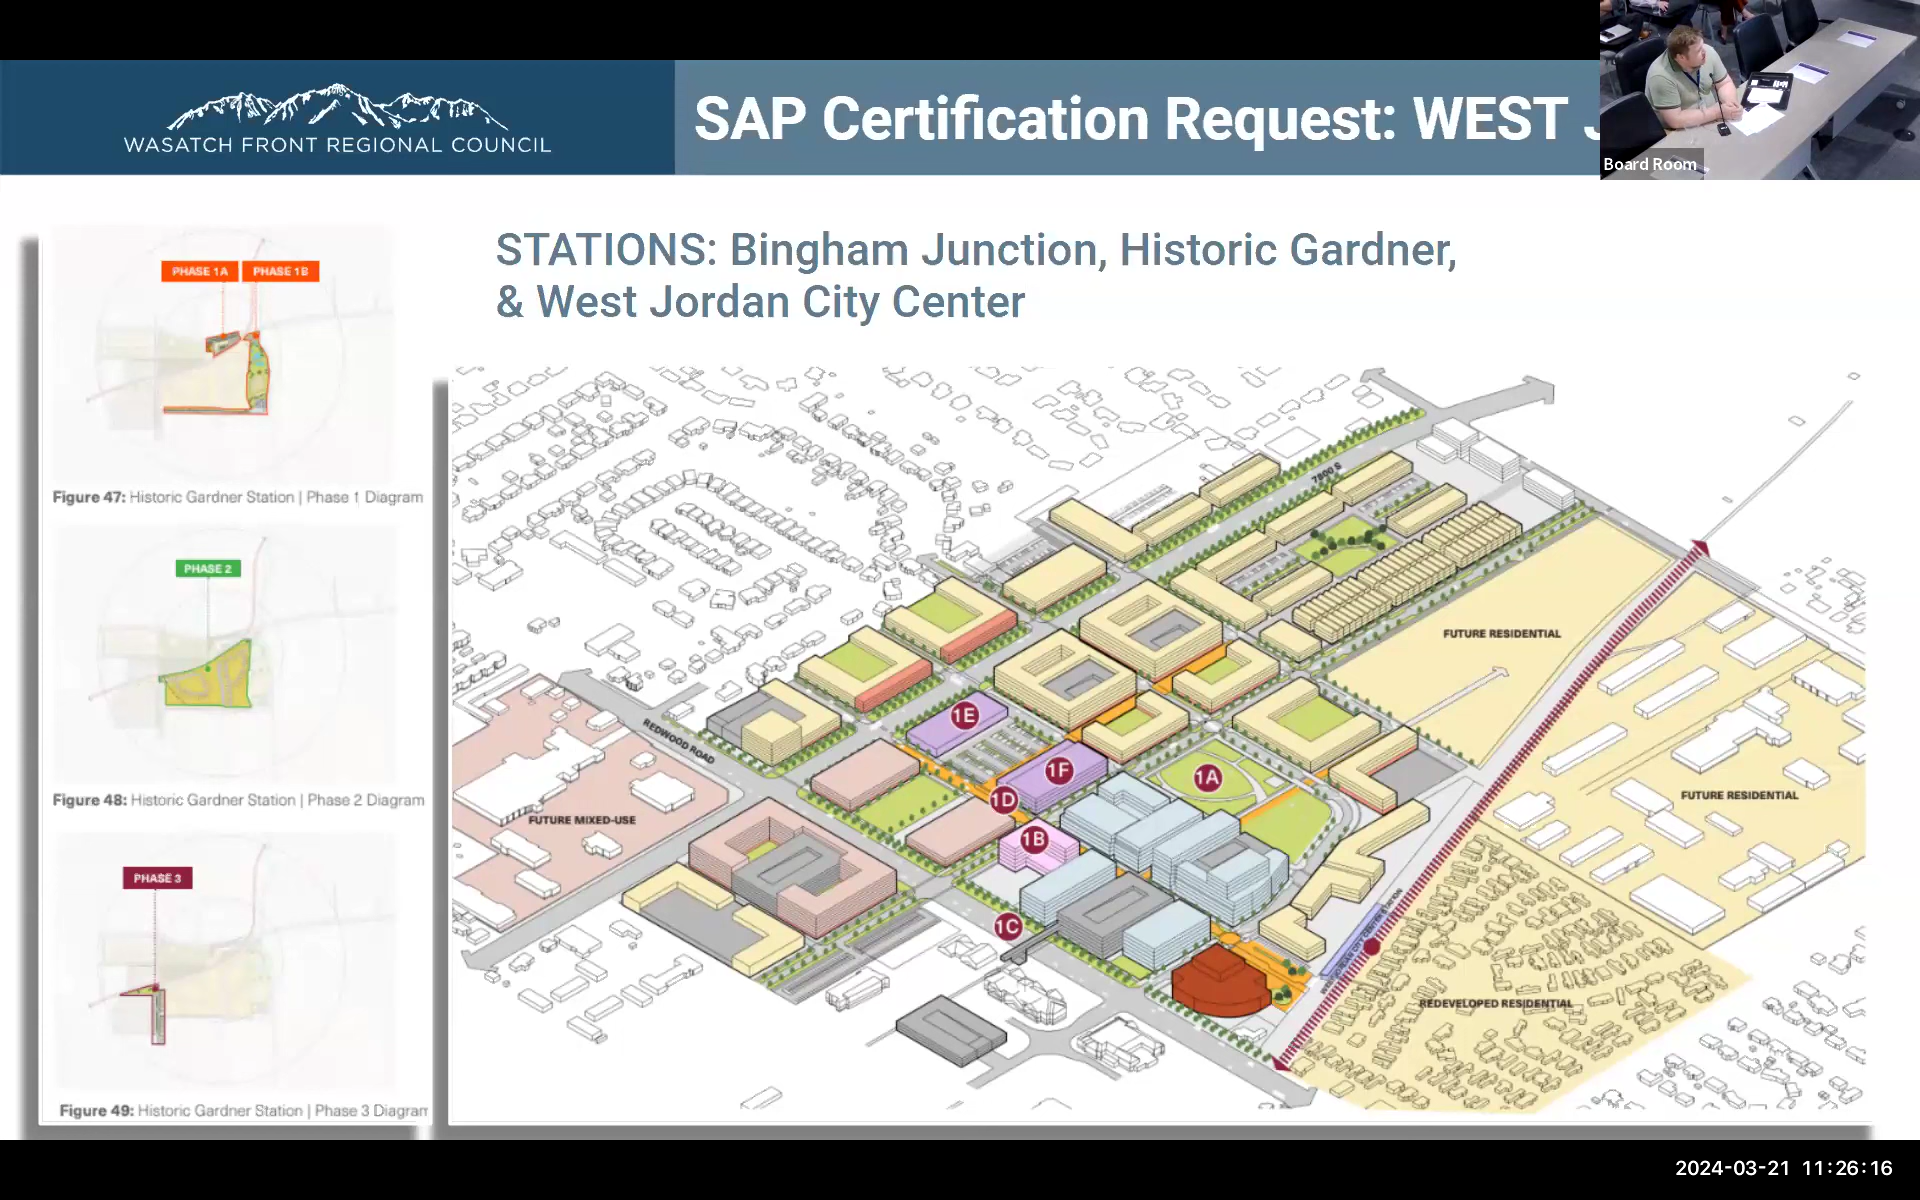 WASATCH FRONT REGIONAL COUNCIL
SAP Certification Request: WEST J
Board Room
STATIONS: Bingham Junction, Historic Gardner,
& West Jordan City Center
PHASE 1A PHASE 1B
Figure 47: Historic Gardner Station | Phase 1 Diagram
PHASE 2
Figure 48: Historic Gardner Station | Phase 2 Diagram
PHASE 3
Figure 49: Historic Gardner Station | Phase 3 Diagram
7800 S
FUTURE RESIDENTIAL
REDWOOD ROAD
1E
1F
1A
1D
FUTURE RESIDENTIAL
FUTURE MIXED-USE
1B
1C
REDEVELOPED RESIDENTIAL
2024-03-21 11:26:16